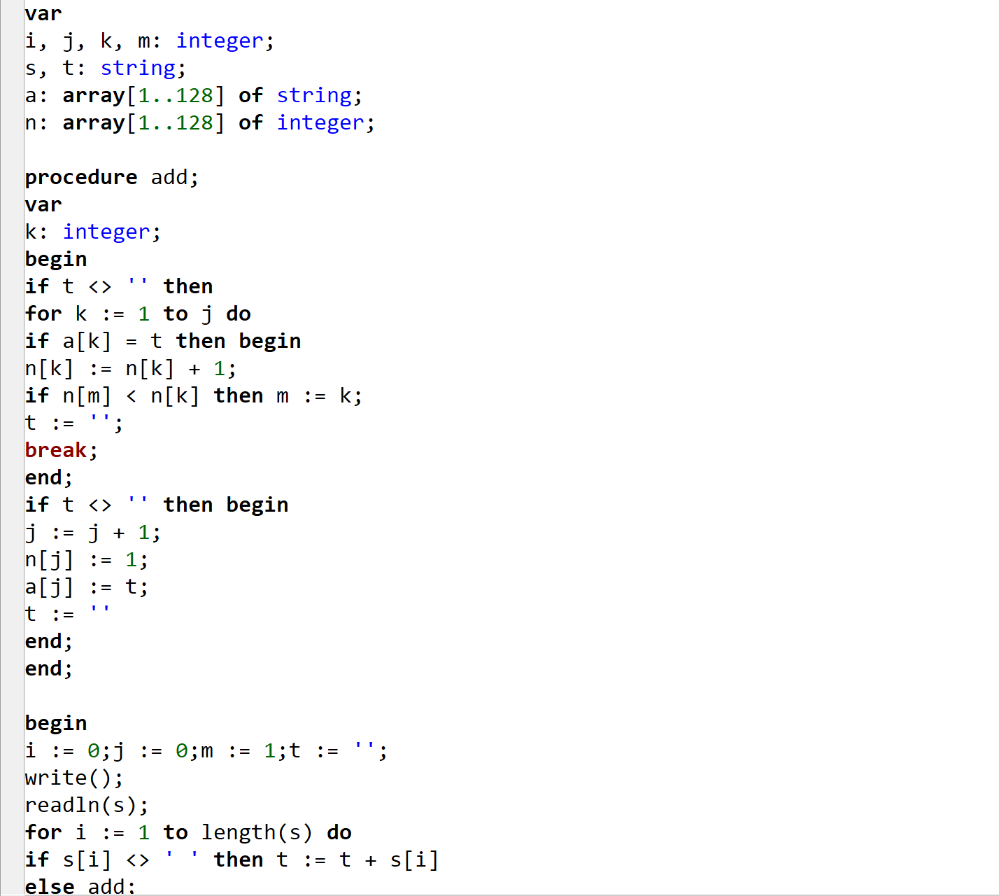 var
i, j, k, m: integer;
s, t: string;
a: array[1..128] of string;
n: array[1..128] of integer;
procedure add;
var
k: integer;
begin
if t <> '' then
for k := 1 to j do
if a[k] = t then begin
n[k] := n[k] + 1;
if n[m] < n[k] then m := k;
t := '';
break;
end;
if t <> '' then begin
j := j + 1;
n[j] := 1;
a[j] := t;
t := ''
end;
end;
begin
i := 0;j := 0;m := 1;t := '';
write();
readln(s);
for i := 1 to length(s) do
if s[i] <> ' ' then t := t + s[i]
else add;